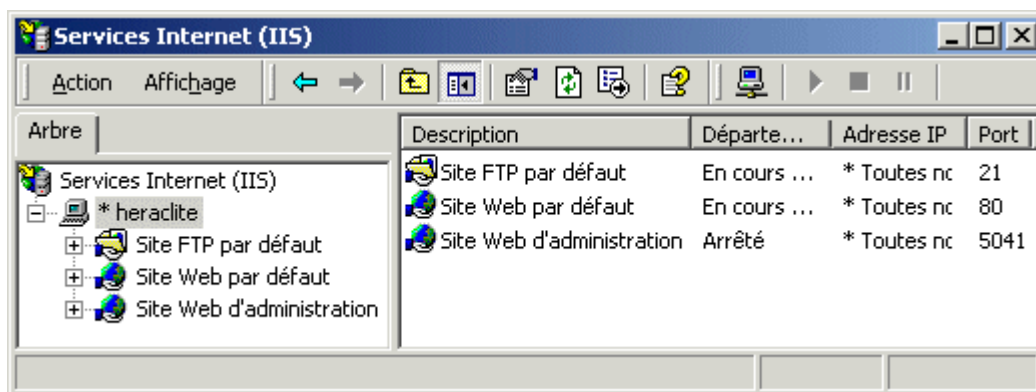 Services Internet (IIS)
Action Affichage
Arbre
Services Internet (IIS)
* heraclite
Site FTP par défaut
Site Web par défaut
Site Web d'administration
Description Départe... Adresse IP Port
Site FTP par défaut En cours ... * Toutes nc 21
Site Web par défaut En cours ... * Toutes nc 80
Site Web d'administration Arrêté * Toutes nc 5041